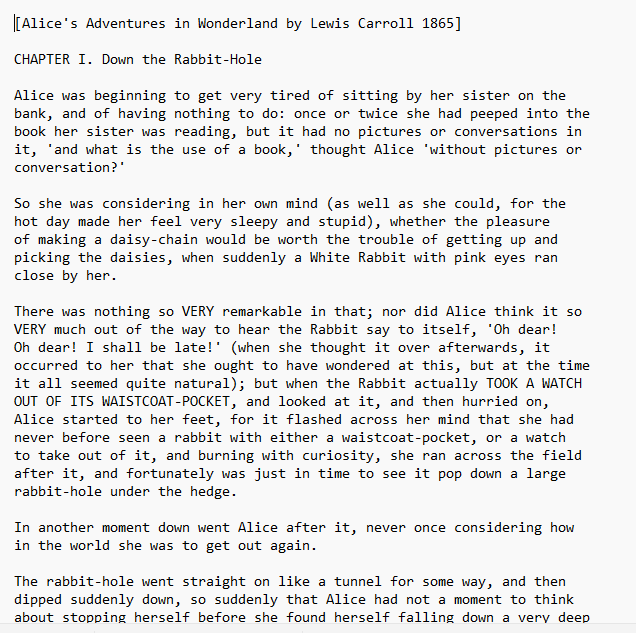 [Alice's Adventures in Wonderland by Lewis Carroll 1865]
CHAPTER I. Down the Rabbit-Hole
Alice was beginning to get very tired of sitting by her sister on the
bank, and of having nothing to do: once or twice she had peeped into the
book her sister was reading, but it had no pictures or conversations in
it, 'and what is the use of a book,' thought Alice 'without pictures or
conversation?'
So she was considering in her own mind (as well as she could, for the
hot day made her feel very sleepy and stupid), whether the pleasure
of making a daisy-chain would be worth the trouble of getting up and
picking the daisies, when suddenly a White Rabbit with pink eyes ran
close by her.
There was nothing so VERY remarkable in that; nor did Alice think it so
VERY much out of the way to hear the Rabbit say to itself, 'Oh dear!
Oh dear! I shall be late!' (when she thought it over afterwards, it
occurred to her that she ought to have wondered at this, but at the time
it all seemed quite natural); but when the Rabbit actually TOOK A WATCH
OUT OF ITS WAISTCOAT-POCKET, and looked at it, and then hurried on,
Alice started to her feet, for it flashed across her mind that she had
never before seen a rabbit with either a waistcoat-pocket, or a watch
to take out of it, and burning with curiosity, she ran across the field
after it, and fortunately was just in time to see it pop down a large
rabbit-hole under the hedge.
In another moment down went Alice after it, never once considering how
in the world she was to get out again.
The rabbit-hole went straight on like a tunnel for some way, and then
dipped suddenly down, so suddenly that Alice had not a moment to think
about stopping herself before she found herself falling down a very deep